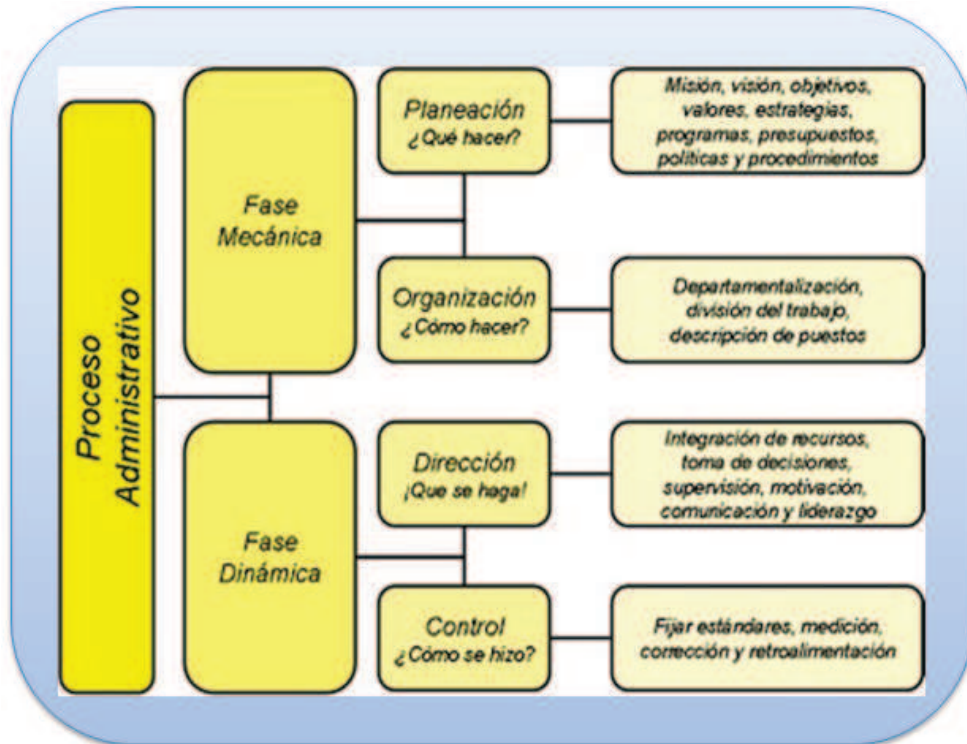 Proceso
Administrativo
Fase
Mecánica
Planeación
¿Qué hacer?
Misión, visión, objetivos,
valores, estrategias,
programas, presupuestos,
políticas y procedimientos
Organización
¿Cómo hacer?
Departamentalización,
división del trabajo,
descripción de puestos
Fase
Dinámica
Dirección
¡Que se haga!
Integración de recursos,
toma de decisiones,
supervisión, motivación,
comunicación y liderazgo
Control
¿Cómo se hizo?
Fijar estándares, medición,
corrección y retroalimentación